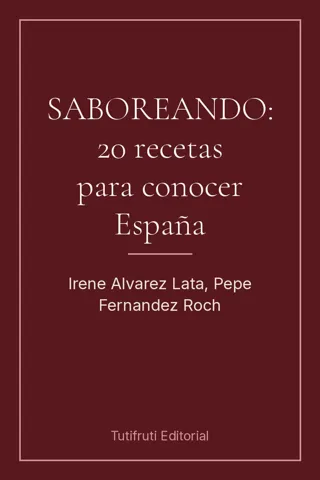 SABOREANDO:
20 recetas
para conocer
España
Irene Alvarez Lata, Pepe
Fernandez Roch
Tutifruti Editorial